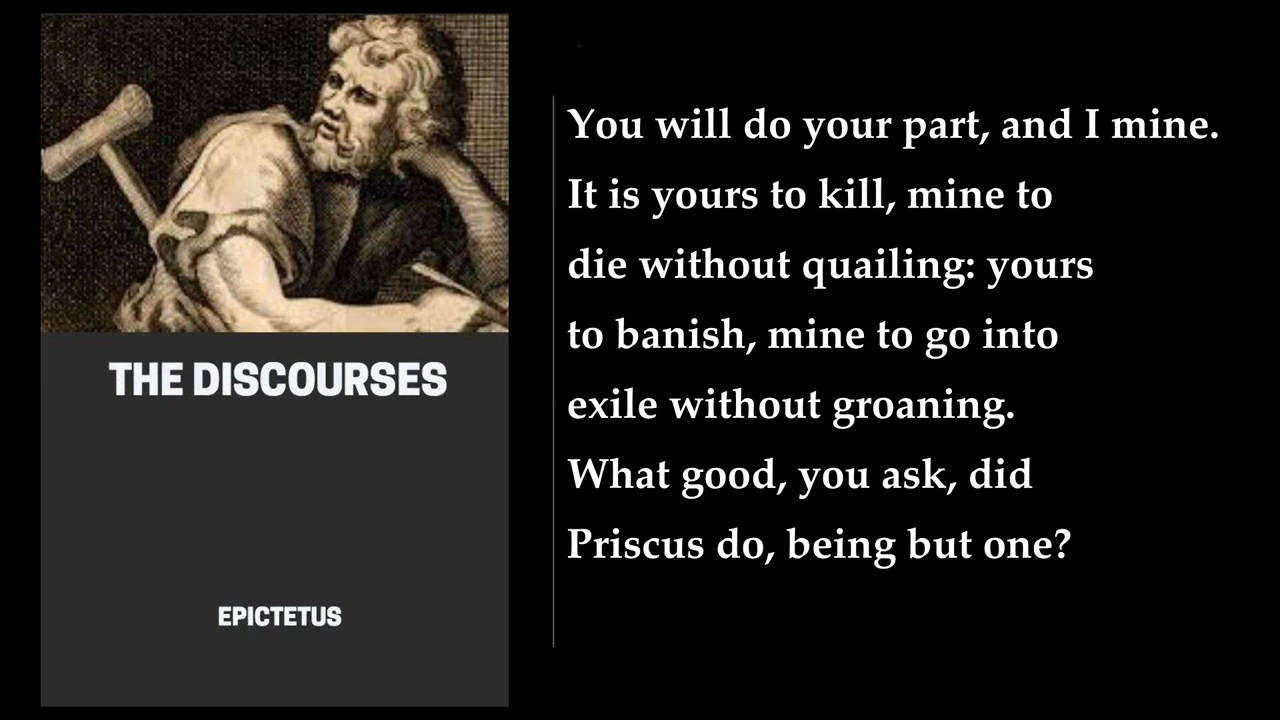 THE DISCOURSES
EPICTETUS
You will do your part, and I mine.
It is yours to kill, mine to
die without quailing: yours
to banish, mine to go into
exile without groaning.
What good, you ask, did
Priscus do, being but one?